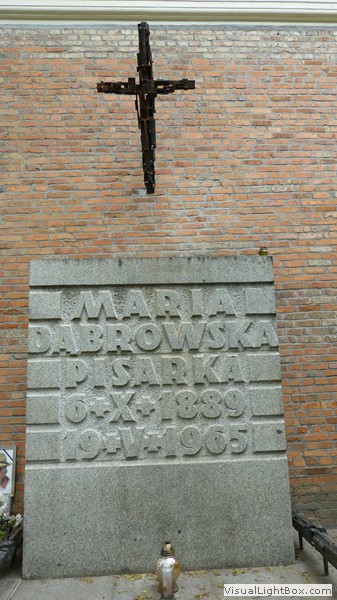 MARIA
DĄBROWSKA
PISARKA
6+X+1889
19+V+1965
VisualLightBox.com